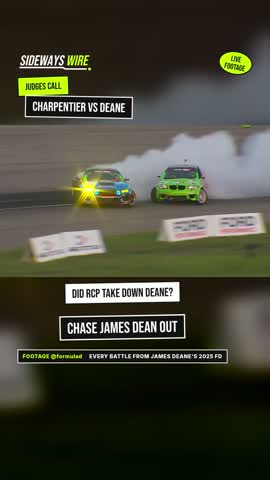 SIDEWAYS WIRE
LIVE
FOOTAGE
JUDGES CALL
CHARPENTIER VS DEANE
FORD FORD
DID RCP TAKE DOWN DEANE?
CHASE JAMES DEAN OUT
FOOTAGE @formulad EVERY BATTLE FROM JAMES DEANE'S 2025 FD